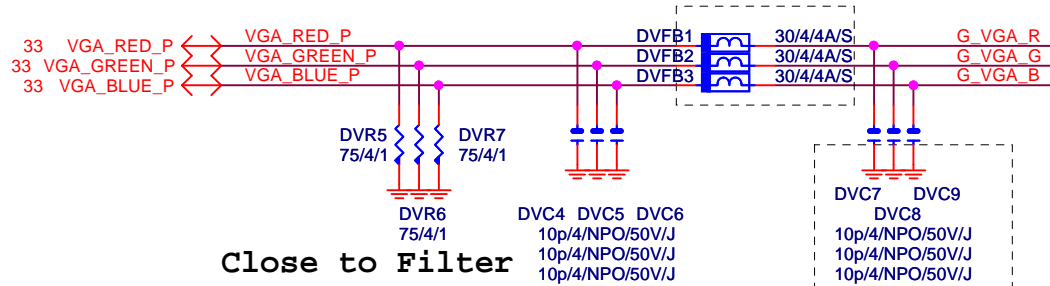 33 VGA_RED_P VGA_RED_P DVFB1 30/4/4A/S G_VGA_R
33 VGA_GREEN_P VGA_GREEN_P DVFB2 30/4/4A/S G_VGA_G
33 VGA_BLUE_P VGA_BLUE_P DVFB3 30/4/4A/S G_VGA_B
DVR5 DVR7
75/4/1 75/4/1
DVC7 DVC9
DVR6 DVC4 DVC5 DVC6 DVC8
75/4/1 10p/4/NPO/50V/J 10p/4/NPO/50V/J
10p/4/NPO/50V/J 10p/4/NPO/50V/J
Close to Filter 10p/4/NPO/50V/J 10p/4/NPO/50V/J